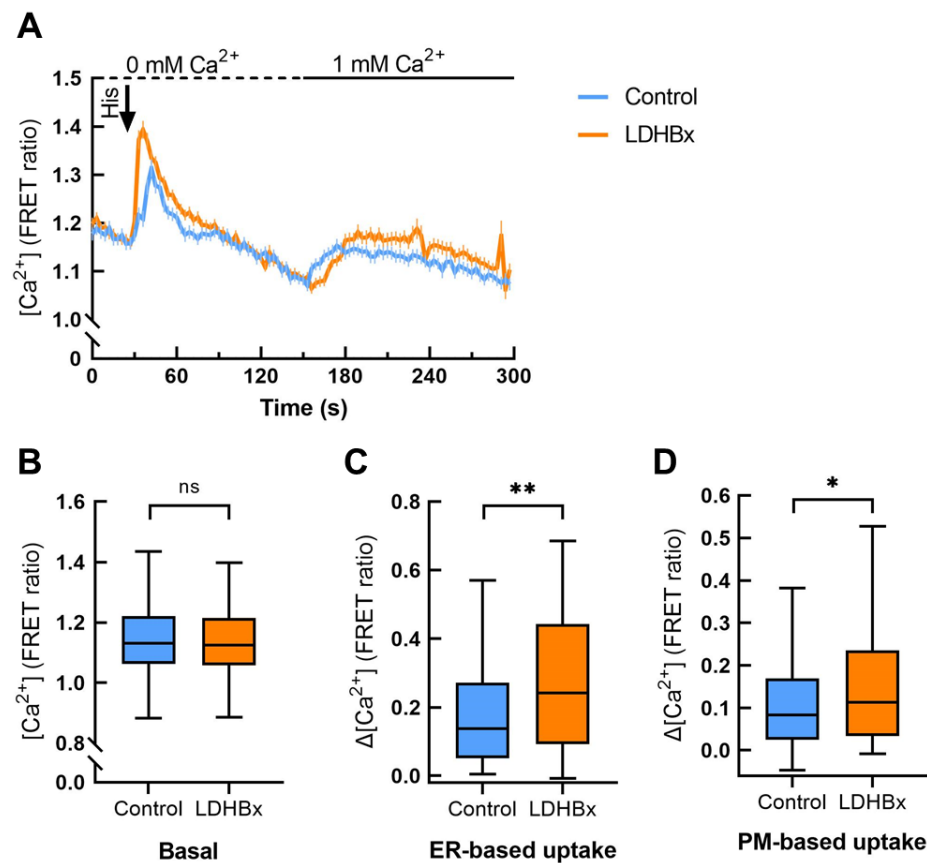 A
0 mM Ca²⁺
1 mM Ca²⁺
His
Control
LDHBx
[Ca²⁺] (FRET ratio)
1.5
1.4
1.3
1.2
1.1
1.0
0
0
60
120
180
240
300
Time (s)
B
ns
[Ca²⁺] (FRET ratio)
1.6
1.4
1.2
1.0
0.8
0.0
Control
LDHBx
Basal
C
**
Δ[Ca²⁺] (FRET ratio)
0.8
0.6
0.4
0.2
0.0
Control
LDHBx
ER-based uptake
D
*
Δ[Ca²⁺] (FRET ratio)
0.6
0.5
0.4
0.3
0.2
0.1
0.0
Control
LDHBx
PM-based uptake